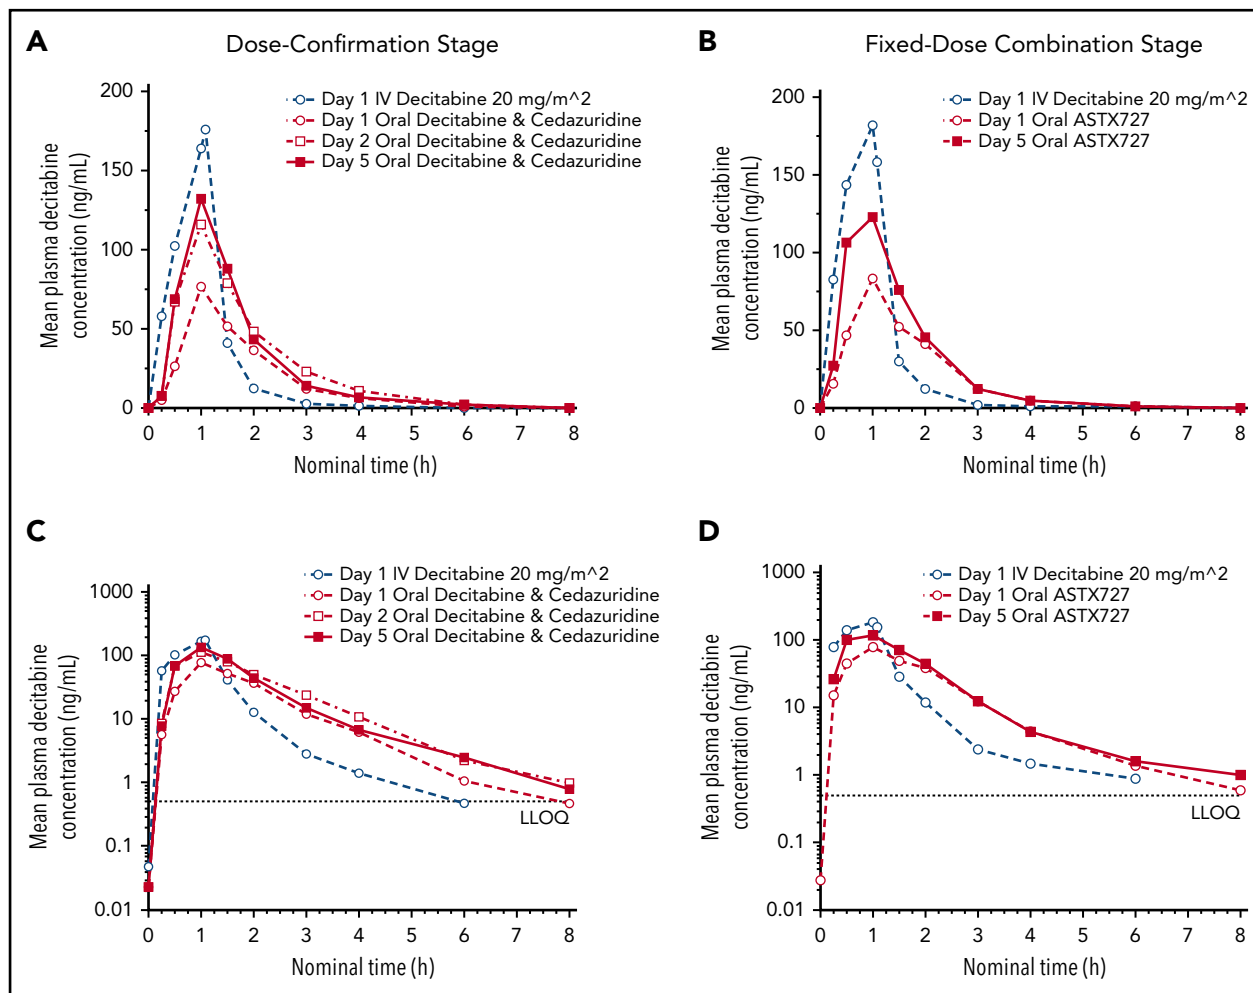 A
Dose-Confirmation Stage
200
150
100
50
0
Mean plasma decitabine
concentration (ng/mL)
Day 1 IV Decitabine 20 mg/m^2
Day 1 Oral Decitabine & Cedazuridine
Day 2 Oral Decitabine & Cedazuridine
Day 5 Oral Decitabine & Cedazuridine
0 1 2 3 4 5 6 7 8
Nominal time (h)
B
Fixed-Dose Combination Stage
200
150
100
50
0
Mean plasma decitabine
concentration (ng/mL)
Day 1 IV Decitabine 20 mg/m^2
Day 1 Oral ASTX727
Day 5 Oral ASTX727
0 1 2 3 4 5 6 7 8
Nominal time (h)
C
1000
100
10
1
0.1
0.01
Mean plasma decitabine
concentration (ng/mL)
Day 1 IV Decitabine 20 mg/m^2
Day 1 Oral Decitabine & Cedazuridine
Day 2 Oral Decitabine & Cedazuridine
Day 5 Oral Decitabine & Cedazuridine
LLOQ
0 1 2 3 4 5 6 7 8
Nominal time (h)
D
1000
100
10
1
0.1
0.01
Mean plasma decitabine
concentration (ng/mL)
Day 1 IV Decitabine 20 mg/m^2
Day 1 Oral ASTX727
Day 5 Oral ASTX727
LLOQ
0 1 2 3 4 5 6 7 8
Nominal time (h)